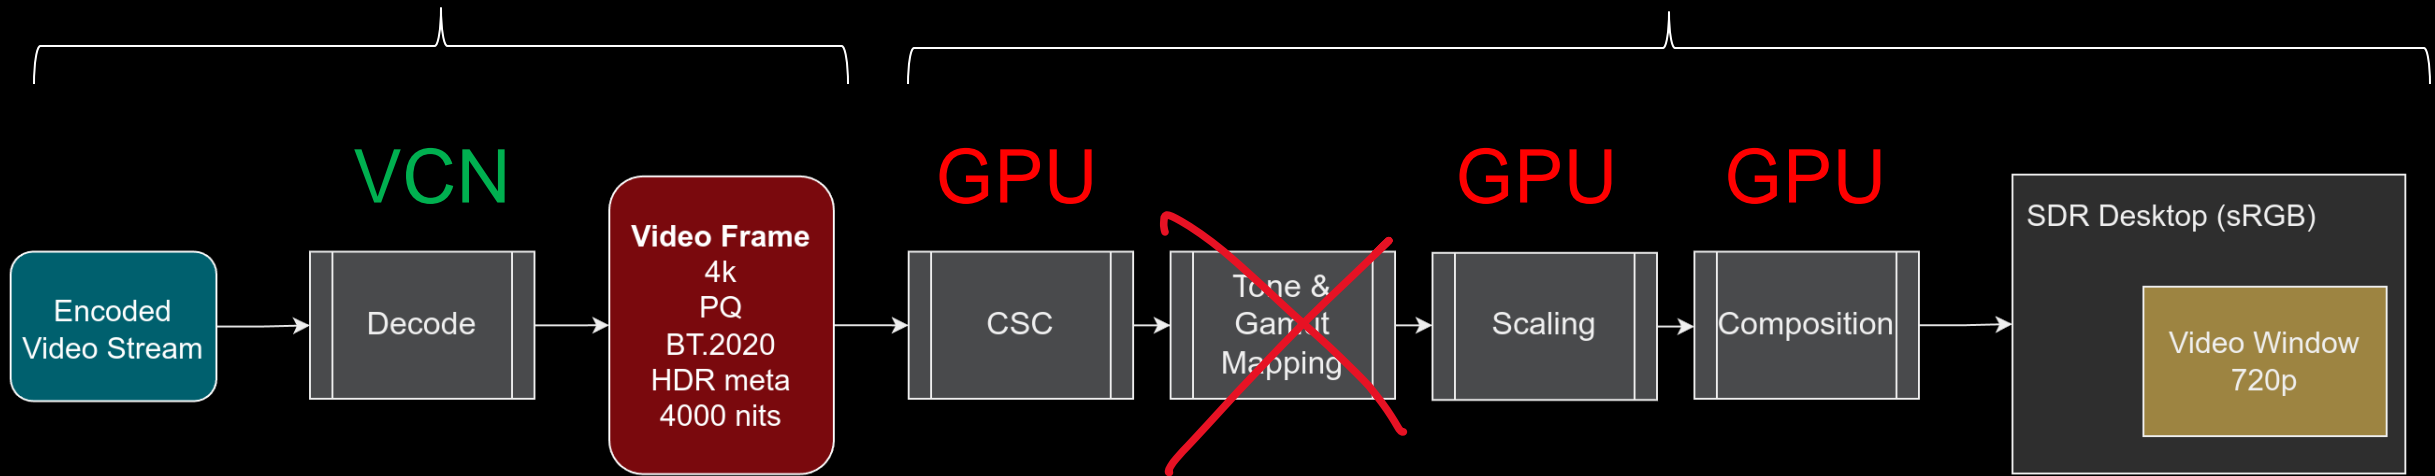 VCN
GPU
GPU
GPU
Encoded
Video Stream
Decode
Video Frame
4k
PQ
BT.2020
HDR meta
4000 nits
CSC
Tone &
Gamut
Mapping
Scaling
Composition
SDR Desktop (sRGB)
Video Window
720p